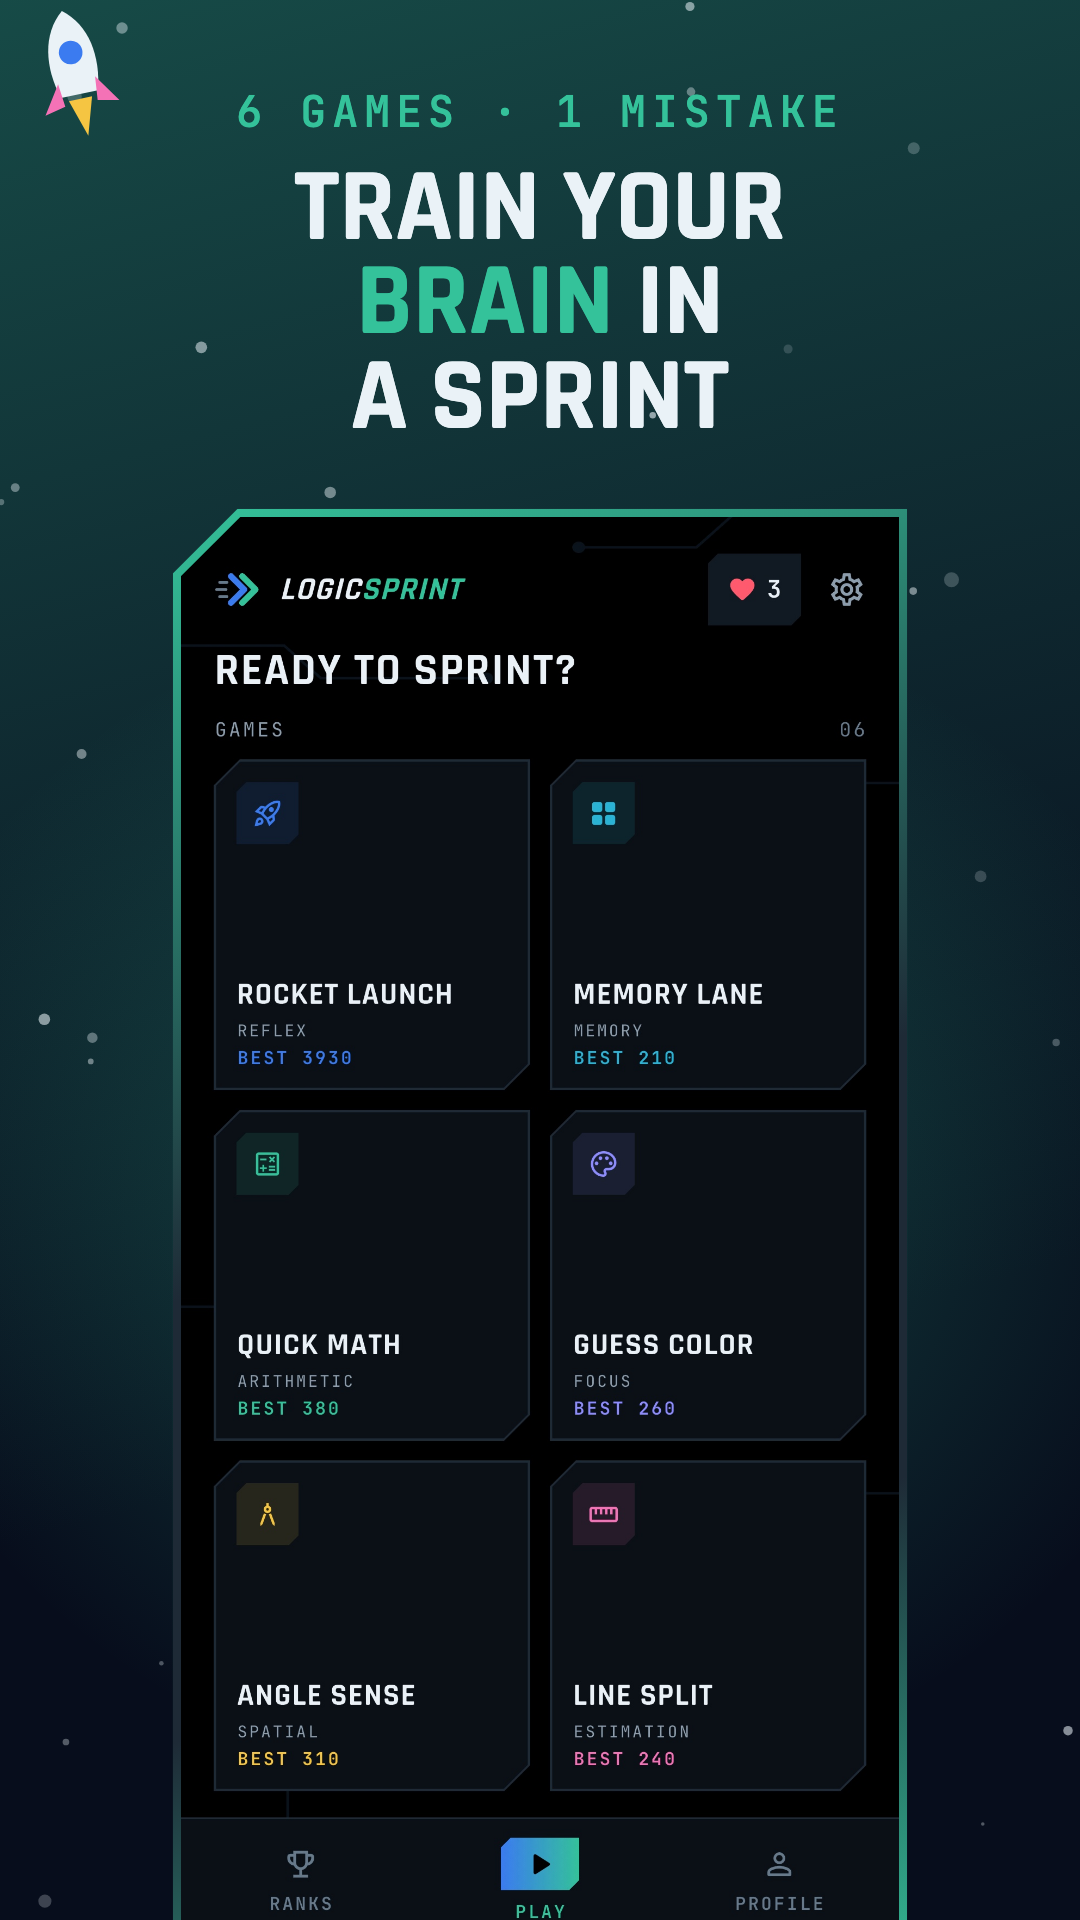 6 GAMES · 1 MISTAKE
TRAIN YOUR
BRAIN IN
A SPRINT
LOGICSPRINT
3
READY TO SPRINT?
GAMES 06
ROCKET LAUNCH
REFLEX
BEST 3930
MEMORY LANE
MEMORY
BEST 210
QUICK MATH
ARITHMETIC
BEST 380
GUESS COLOR
FOCUS
BEST 260
ANGLE SENSE
SPATIAL
BEST 310
LINE SPLIT
ESTIMATION
BEST 240
RANKS
PLAY
PROFILE